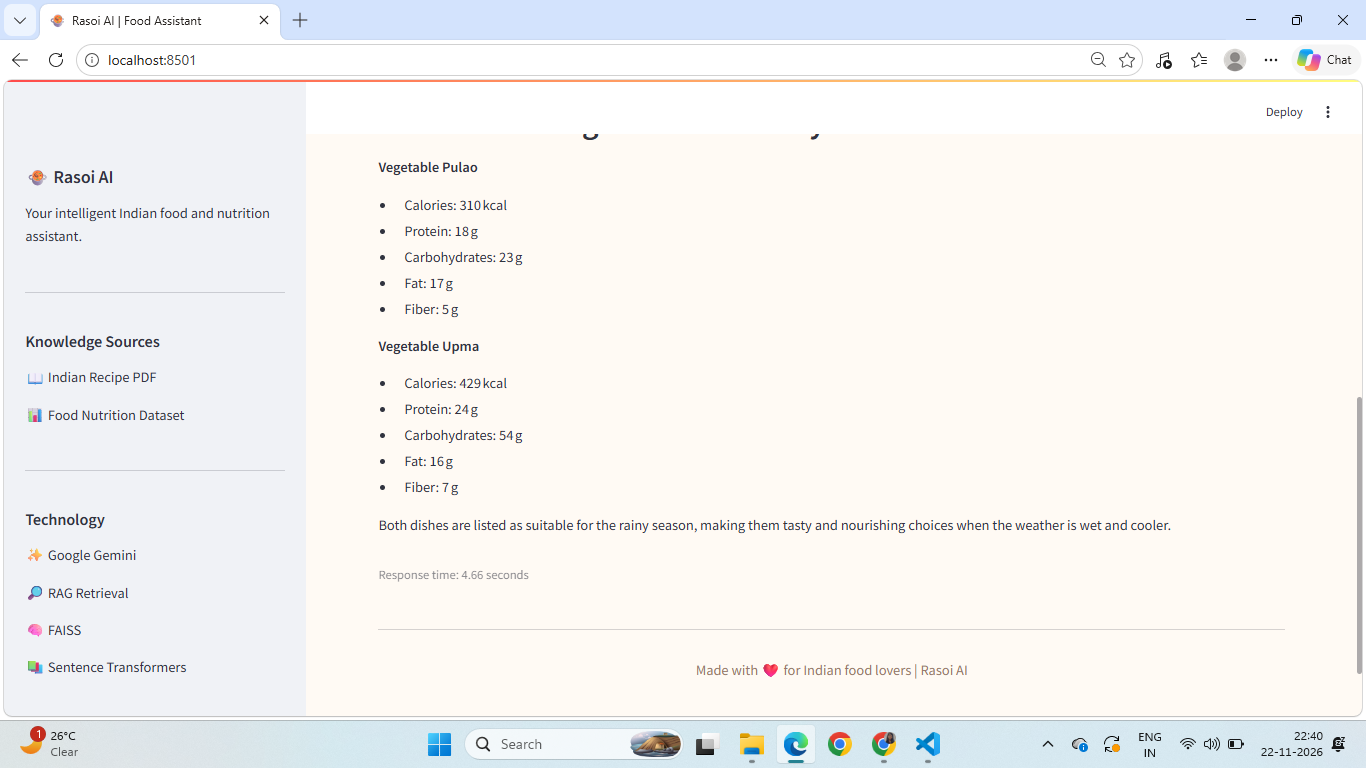 Rasoi AI | Food Assistant
localhost:8501
Chat
Deploy
Rasoi AI
Your intelligent Indian food and nutrition
assistant.
Knowledge Sources
Indian Recipe PDF
Food Nutrition Dataset
Technology
Google Gemini
RAG Retrieval
FAISS
Sentence Transformers
Vegetable Pulao
• Calories: 310 kcal
• Protein: 18 g
• Carbohydrates: 23 g
• Fat: 17 g
• Fiber: 5 g
Vegetable Upma
• Calories: 429 kcal
• Protein: 24 g
• Carbohydrates: 54 g
• Fat: 16 g
• Fiber: 7 g
Both dishes are listed as suitable for the rainy season, making them tasty and nourishing choices when the weather is wet and cooler.
Response time: 4.66 seconds
Made with ❤️ for Indian food lovers | Rasoi AI
1
26°C
Clear
Search
ENG
IN
22:40
22-11-2026